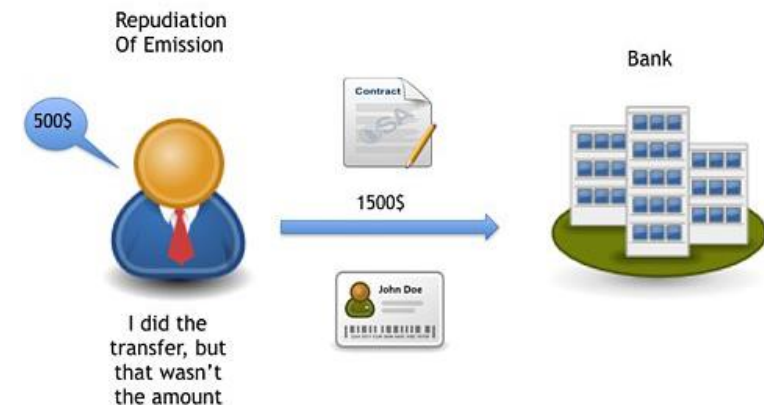 Repudiation
Of Emission
Bank
500$
Contract
1500$
John Doe
I did the
transfer, but
that wasn't
the amount